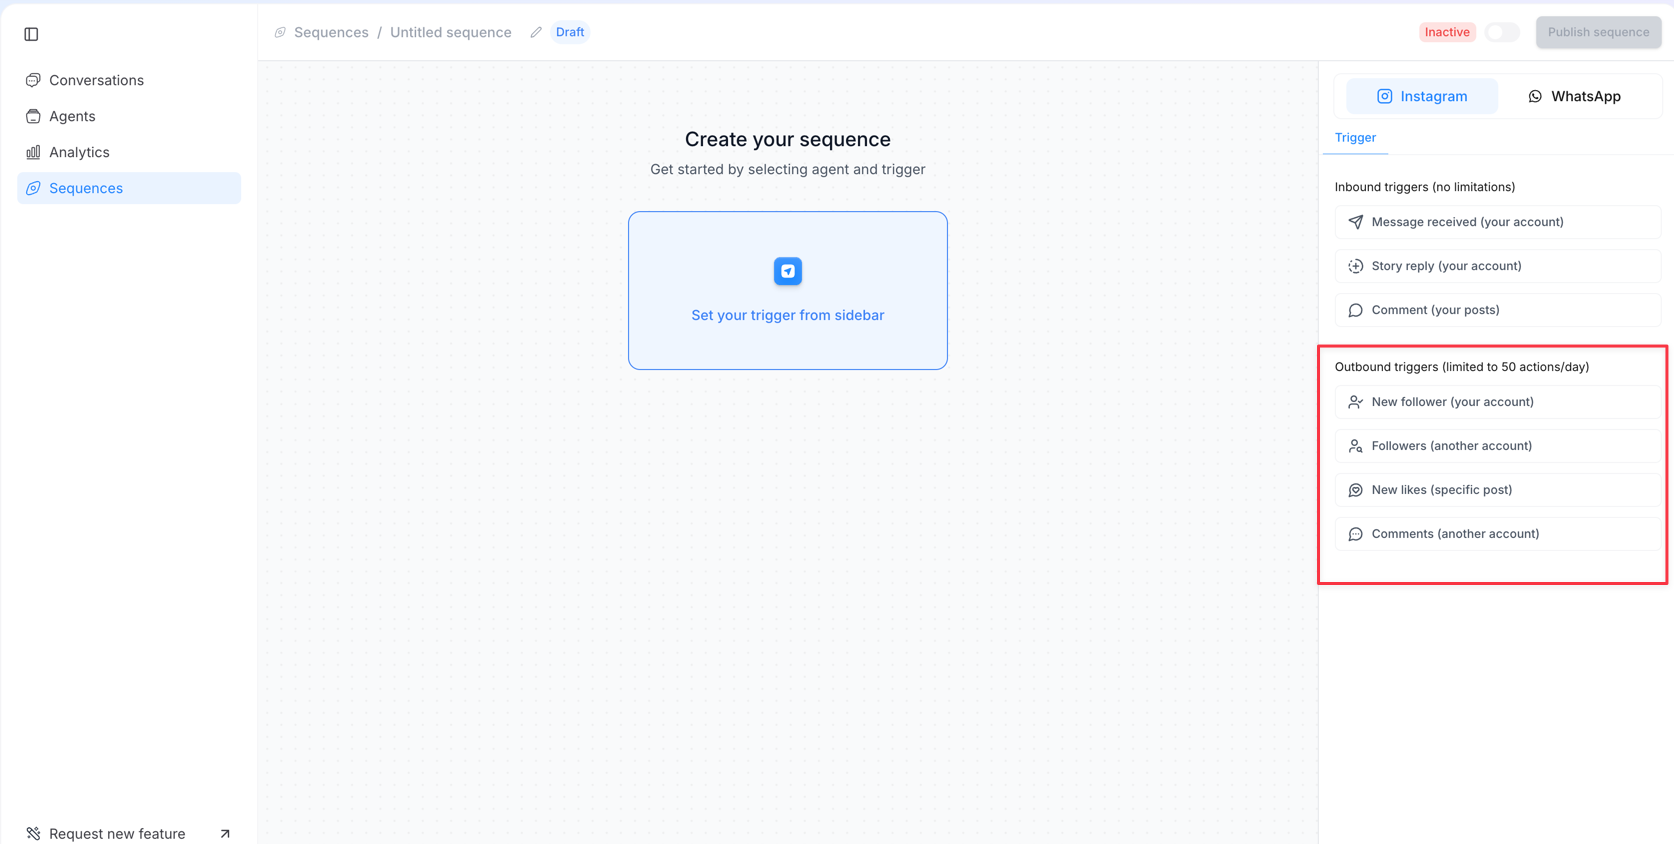 Conversations
Agents
Analytics
Sequences
Request new feature
Sequences / Untitled sequence Draft
Inactive Publish sequence
Create your sequence
Get started by selecting agent and trigger
Set your trigger from sidebar
Instagram WhatsApp
Trigger
Inbound triggers (no limitations)
Message received (your account)
Story reply (your account)
Comment (your posts)
Outbound triggers (limited to 50 actions/day)
New follower (your account)
Followers (another account)
New likes (specific post)
Comments (another account)